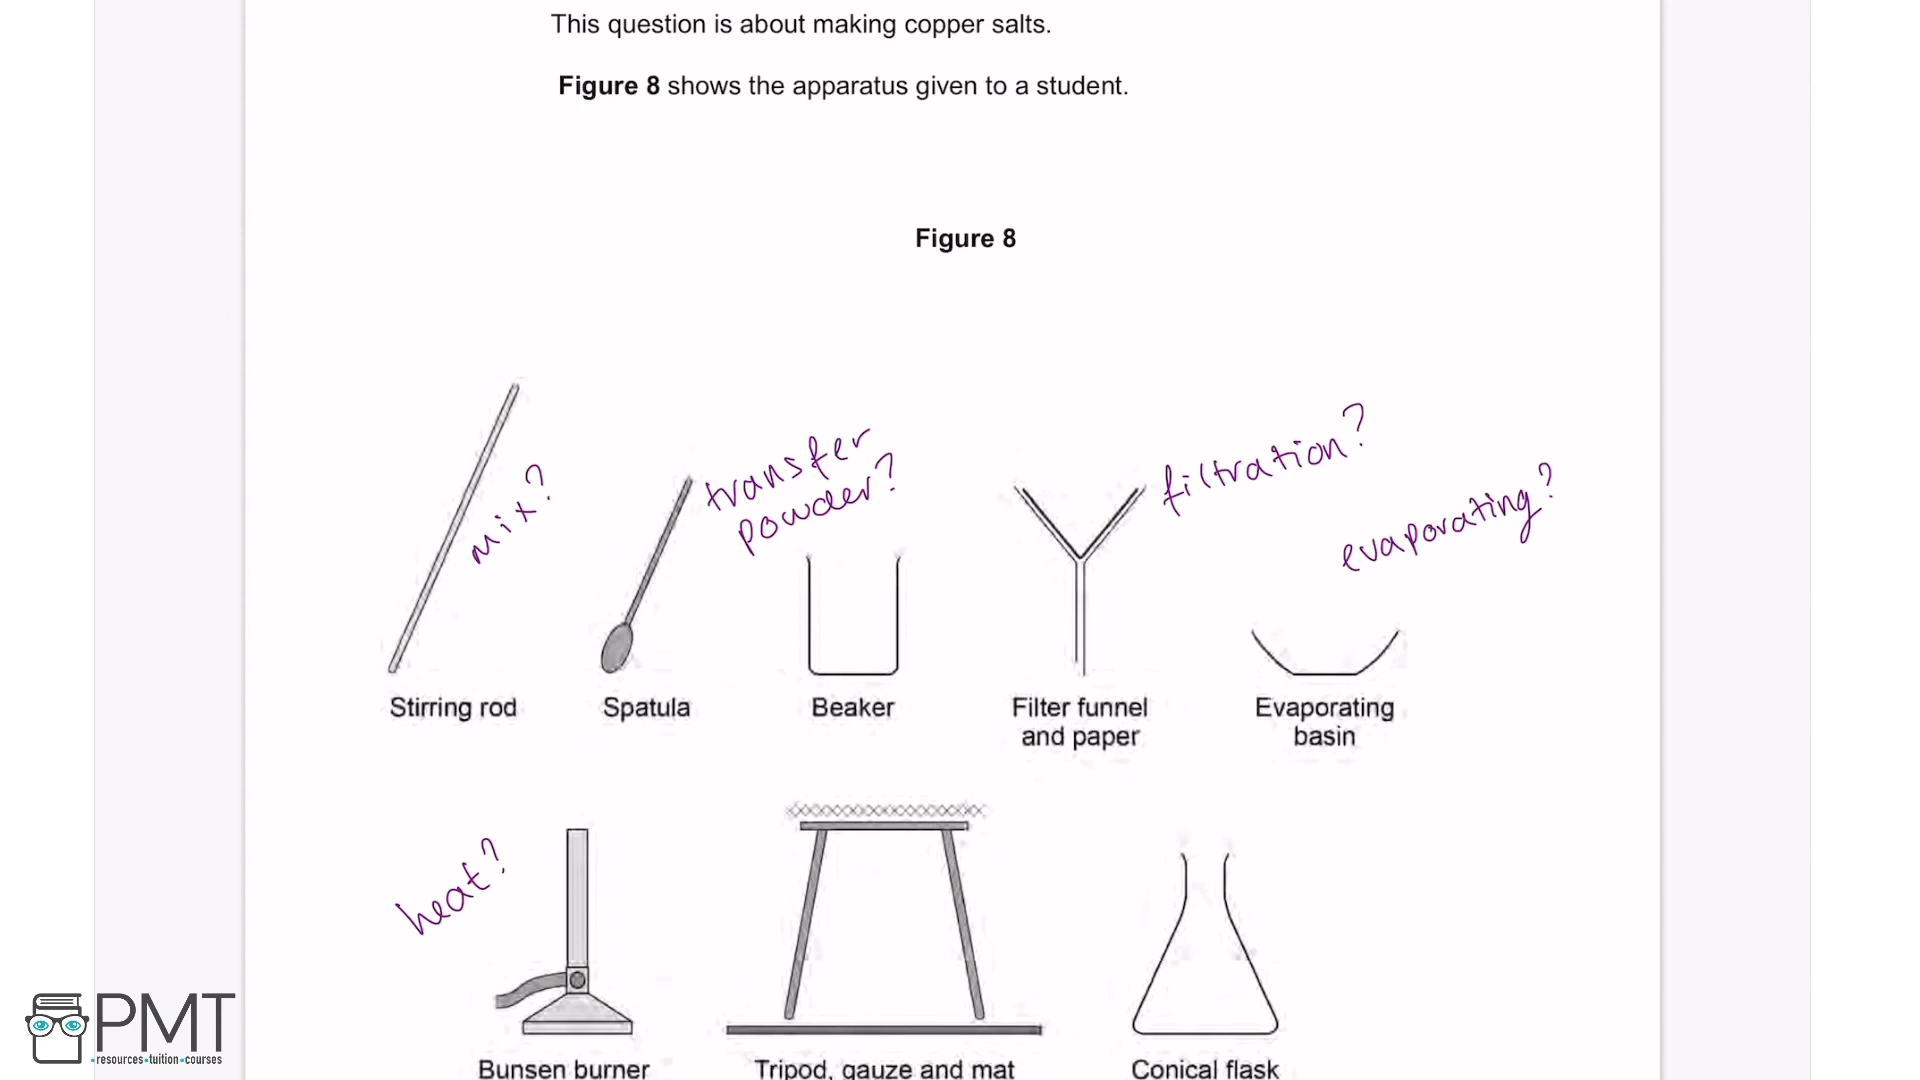 This question is about making copper salts.
Figure 8 shows the apparatus given to a student.
Figure 8
mix?
transfer
powder?
filtration?
evaporating?
Stirring rod
Spatula
Beaker
Filter funnel
and paper
Evaporating
basin
heat?
Bunsen burner
Tripod, gauze and mat
Conical flask
PMT
resources•tuition•courses